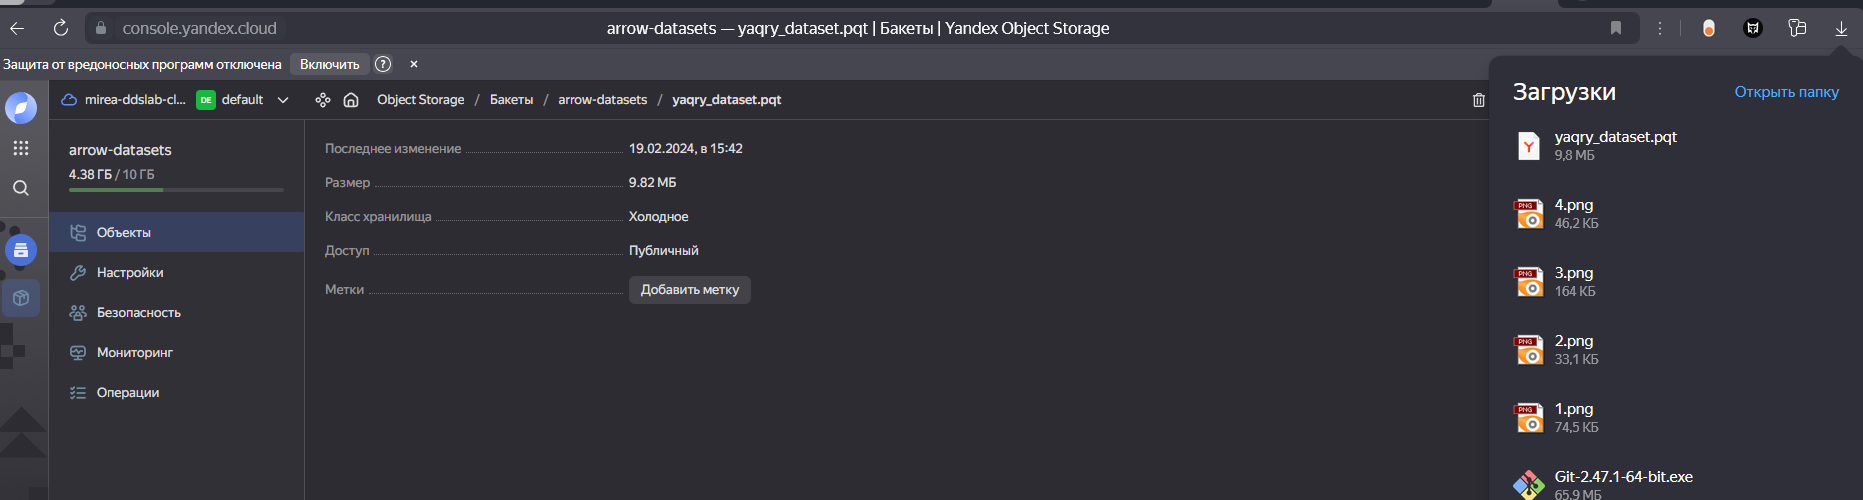 console.yandex.cloud
arrow-datasets — yaqry_dataset.pqt | Бакеты | Yandex Object Storage
Защита от вредоносных программ отключена Включить ? ×
mirea-ddslab-cl... DE default
Object Storage / Бакеты / arrow-datasets / yaqry_dataset.pqt
arrow-datasets
4.38 ГБ / 10 ГБ
Объекты
Настройки
Безопасность
Мониторинг
Операции
Последнее изменение 19.02.2024, в 15:42
Размер 9.82 МБ
Класс хранилища Холодное
Доступ Публичный
Метки Добавить метку
Загрузки Открыть папку
yaqry_dataset.pqt
9,8 МБ
PNG
4.png
46,2 КБ
PNG
3.png
164 КБ
PNG
2.png
33,1 КБ
PNG
1.png
74,5 КБ
Git-2.47.1-64-bit.exe
65,9 МБ